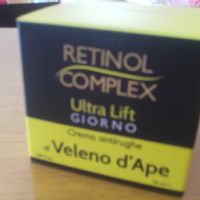 RETINOL
COMPLEX
Ultra Lift
GIORNO
Crema antirughe
al Veleno d'Ape